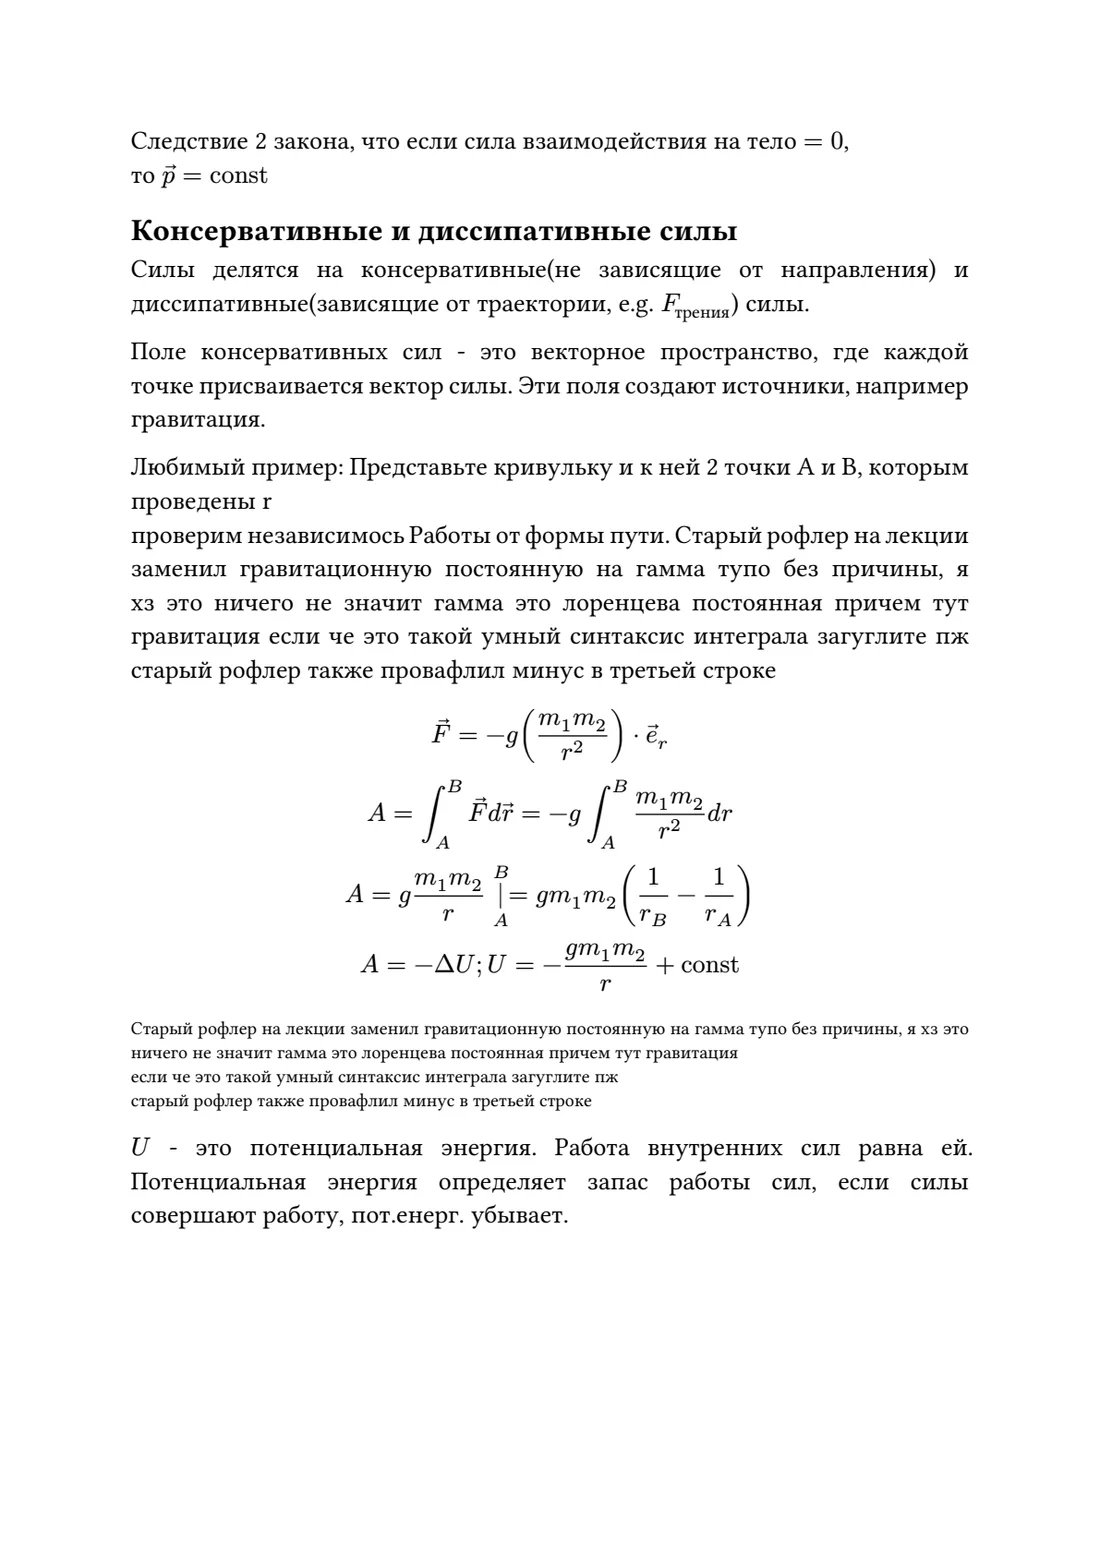 Следствие 2 закона, что если сила взаимодействия на тело = 0,
то p⃗ = const
Консервативные и диссипативные силы
Силы делятся на консервативные(не зависящие от направления) и
диссипативные(зависящие от траектории, e.g. F_трения) силы.
Поле консервативных сил - это векторное пространство, где каждой
точке присваивается вектор силы. Эти поля создают источники, например
гравитация.
Любимый пример: Представьте кривульку и к ней 2 точки A и B, которым
проведены r
проверим независимось Работы от формы пути. Старый рофлер на лекции
заменил гравитационную постоянную на гамма тупо без причины, я
хз это ничего не значит гамма это лоренцева постоянная причем тут
гравитация если че это такой умный синтаксис интеграла загуглите пж
старый рофлер также провафлил минус в третьей строке
F⃗ = −g(m₁m₂/r²) · e⃗_r
A = ∫_A^B F⃗dr⃗ = −g ∫_A^B m₁m₂/r² dr
A = g m₁m₂/r |_A^B = gm₁m₂(1/r_B − 1/r_A)
A = −ΔU; U = −gm₁m₂/r + const
Старый рофлер на лекции заменил гравитационную постоянную на гамма тупо без причины, я хз это
ничего не значит гамма это лоренцева постоянная причем тут гравитация
если че это такой умный синтаксис интеграла загуглите пж
старый рофлер также провафлил минус в третьей строке
U - это потенциальная энергия. Работа внутренних сил равна ей.
Потенциальная энергия определяет запас работы сил, если силы
совершают работу, пот.енерг. убывает.